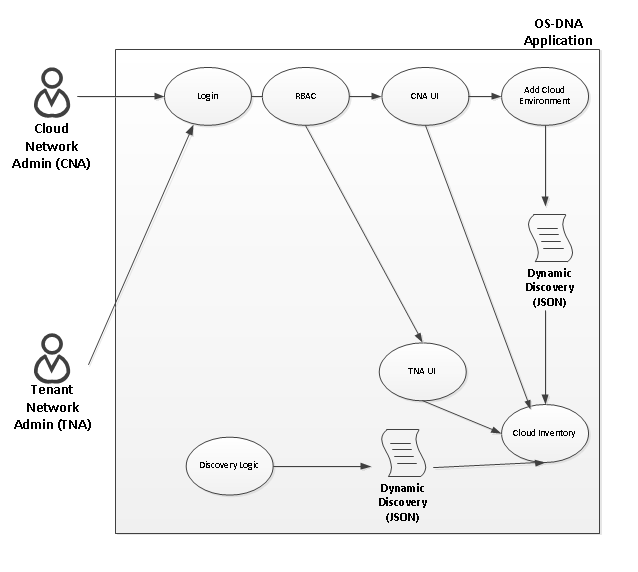 OS-DNA
Application
Login
RBAC
CNA UI
Add Cloud
Environment
Cloud
Network
Admin (CNA)
Dynamic
Discovery
(JSON)
Tenant
Network
Admin (TNA)
TNA UI
Cloud Inventory
Discovery Logic
Dynamic
Discovery
(JSON)